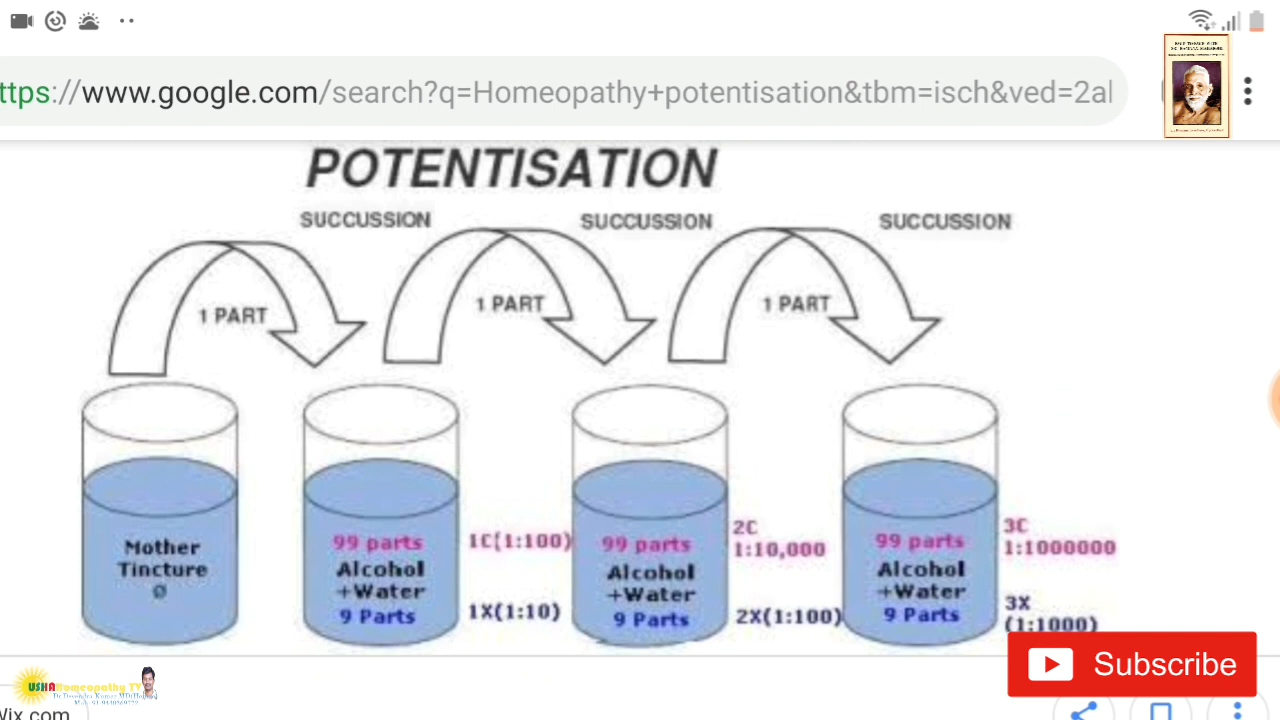 ttps://www.google.com/search?q=Homeopathy+potentisation&tbm=isch&ved=2al
POTENTISATION
SUCCUSSION
SUCCUSSION
SUCCUSSION
1 PART
1 PART
1 PART
Mother
Tincture
Ø
99 parts
Alcohol
+Water
9 Parts
1C(1:100)
1X(1:10)
99 parts
Alcohol
+Water
9 Parts
2C
1:10,000
2X(1:100)
99 parts
Alcohol
+Water
9 Parts
3C
1:1000000
3X
(1:1000)
Subscribe
USHA Homeopathy TV
Wix.com